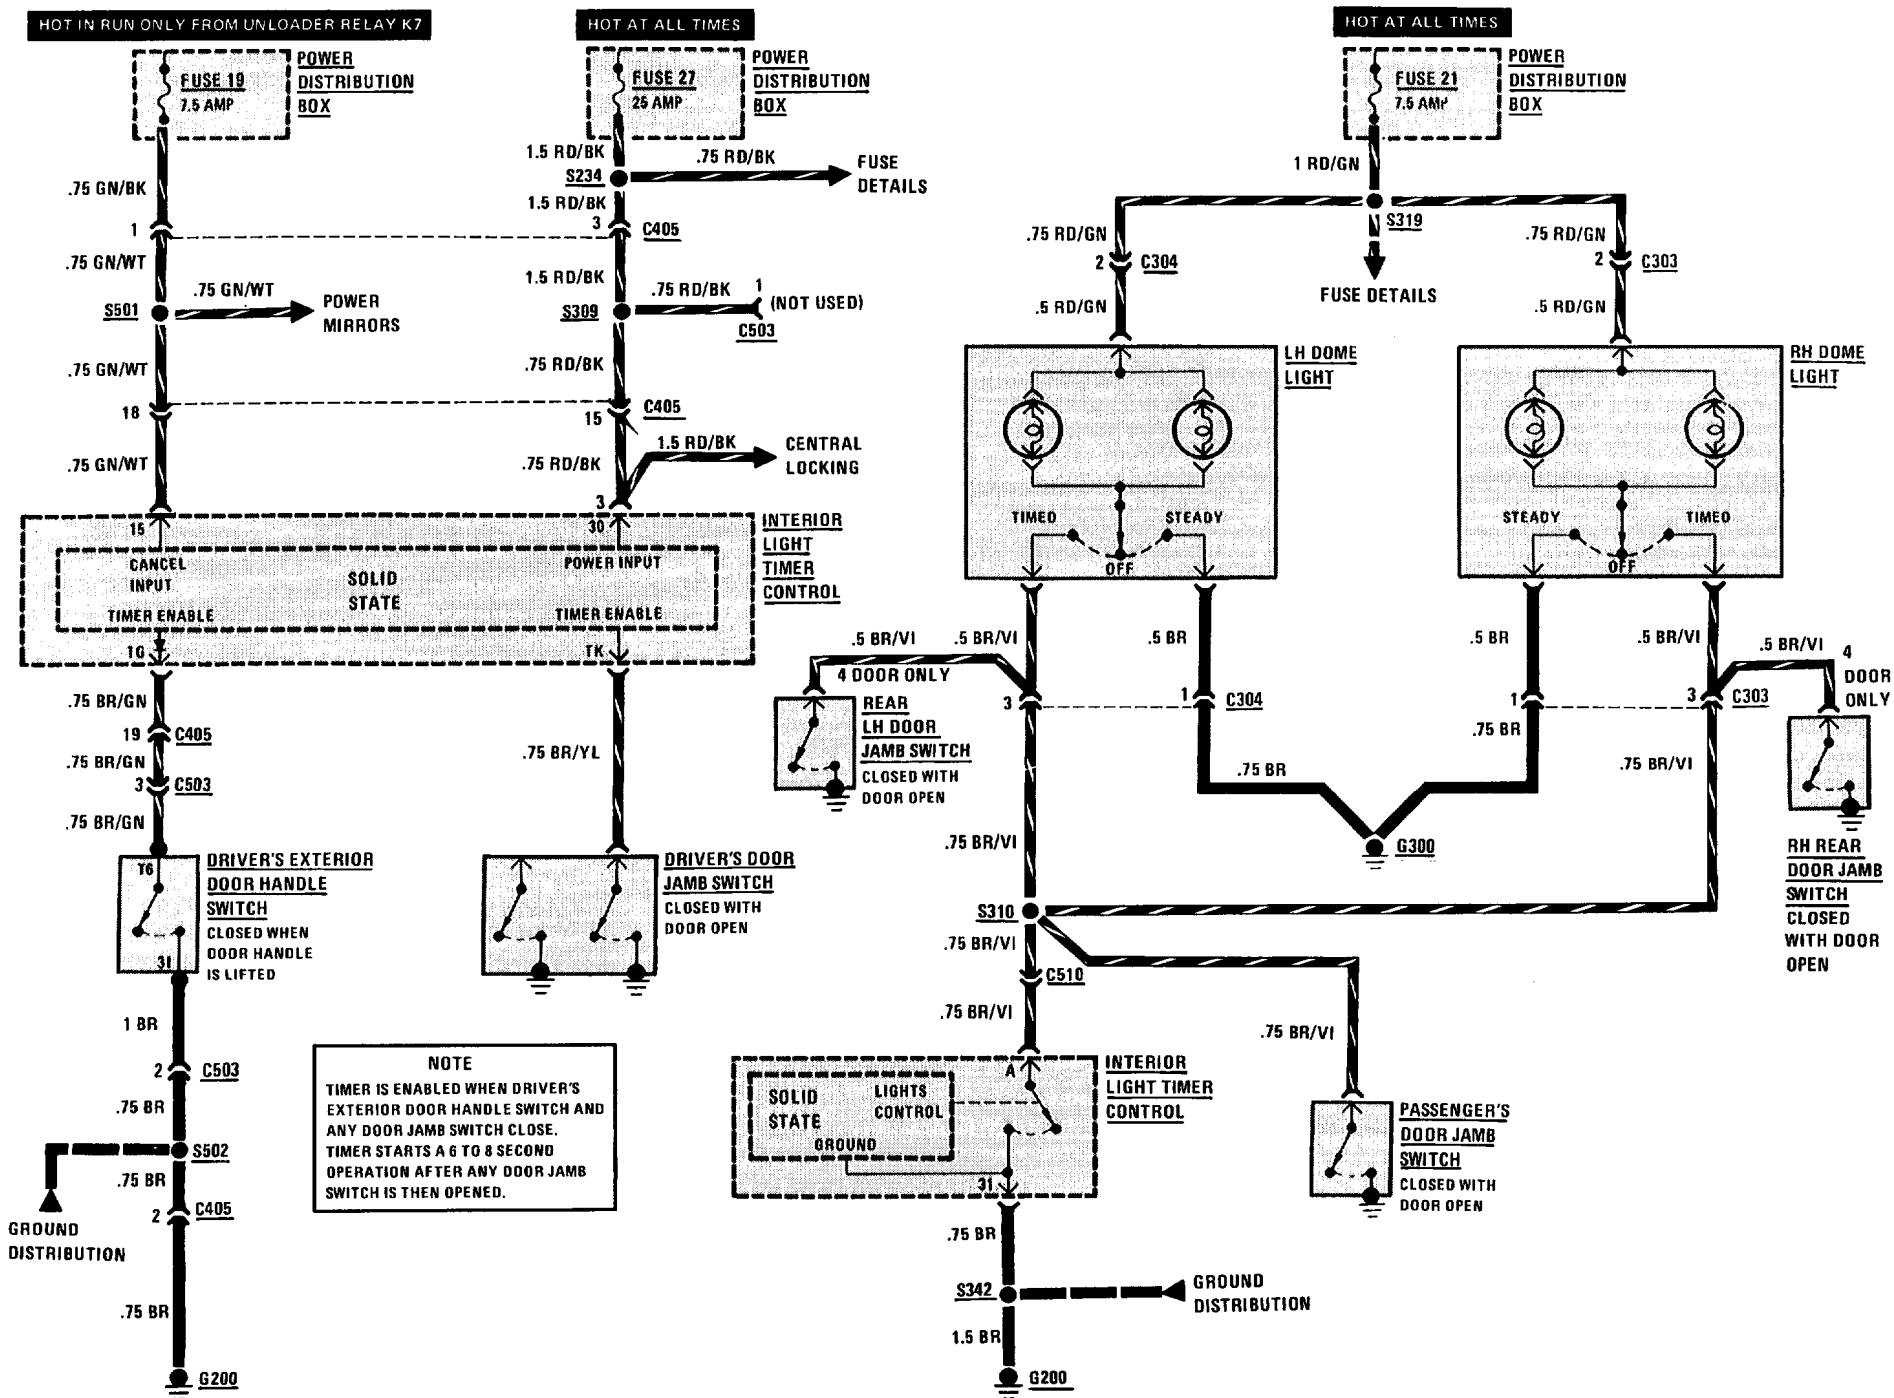 HOT IN RUN ONLY FROM UNLOADER RELAY K7
FUSE 19
7.5 AMP
POWER
DISTRIBUTION
BOX
HOT AT ALL TIMES
FUSE 27
25 AMP
POWER
DISTRIBUTION
BOX
HOT AT ALL TIMES
FUSE 21
7.5 AMP
POWER
DISTRIBUTION
BOX
.75 GN/BK
1
.75 GN/WT
S501
.75 GN/WT
POWER
MIRRORS
.75 GN/WT
18
.75 GN/WT
1.5 RD/BK
S234
.75 RD/BK
FUSE
DETAILS
1.5 RD/BK
3
C405
1.5 RD/BK
S309
.75 RD/BK
1
(NOT USED)
C503
.75 RD/BK
15
C405
.75 RD/BK
1.5 RD/BK
CENTRAL
LOCKING
3
15
30
CANCEL
INPUT
POWER INPUT
SOLID
STATE
TIMER ENABLE
TIMER ENABLE
1G
TK
INTERIOR
LIGHT
TIMER
CONTROL
.75 BR/GN
19
C405
.75 BR/GN
3
C503
.75 BR/GN
T6
31
DRIVER'S EXTERIOR
DOOR HANDLE
SWITCH
CLOSED WHEN
DOOR HANDLE
IS LIFTED
.75 BR/YL
DRIVER'S DOOR
JAMB SWITCH
CLOSED WITH
DOOR OPEN
1 BR
2
C503
.75 BR
S502
.75 BR
2
C405
GROUND
DISTRIBUTION
.75 BR
G200
NOTE
TIMER IS ENABLED WHEN DRIVER'S
EXTERIOR DOOR HANDLE SWITCH AND
ANY DOOR JAMB SWITCH CLOSE.
TIMER STARTS A 6 TO 8 SECOND
OPERATION AFTER ANY DOOR JAMB
SWITCH IS THEN OPENED.
1 RD/GN
S319
FUSE DETAILS
.75 RD/GN
2
C304
.5 RD/GN
.75 RD/GN
2
C303
.5 RD/GN
LH DOME
LIGHT
TIMED
STEADY
OFF
RH DOME
LIGHT
STEADY
TIMED
OFF
.5 BR/VI
4 DOOR ONLY
.5 BR/VI
.5 BR
.5 BR
.5 BR/VI
.5 BR/VI
4
DOOR
ONLY
REAR
LH DOOR
JAMB SWITCH
CLOSED WITH
DOOR OPEN
3
1
C304
1
3
C303
.75 BR
.75 BR
.75 BR/VI
G300
RH REAR
DOOR JAMB
SWITCH
CLOSED
WITH DOOR
OPEN
.75 BR/VI
S310
.75 BR/VI
C510
.75 BR/VI
.75 BR/VI
A
SOLID
STATE
LIGHTS
CONTROL
GROUND
31
INTERIOR
LIGHT TIMER
CONTROL
PASSENGER'S
DOOR JAMB
SWITCH
CLOSED WITH
DOOR OPEN
.75 BR
S342
GROUND
DISTRIBUTION
1.5 BR
G200